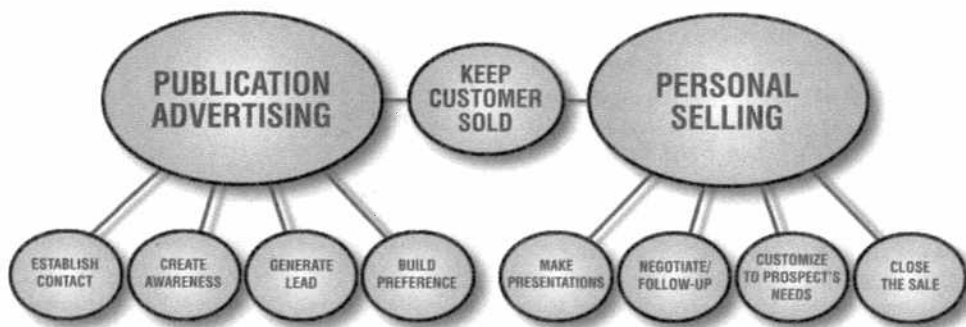 PUBLICATION
ADVERTISING
KEEP
CUSTOMER
SOLD
PERSONAL
SELLING
ESTABLISH
CONTACT
CREATE
AWARENESS
GENERATE
LEAD
BUILD
PREFERENCE
MAKE
PRESENTATIONS
NEGOTIATE/
FOLLOW-UP
CUSTOMIZE
TO PROSPECT'S
NEEDS
CLOSE
THE SALE